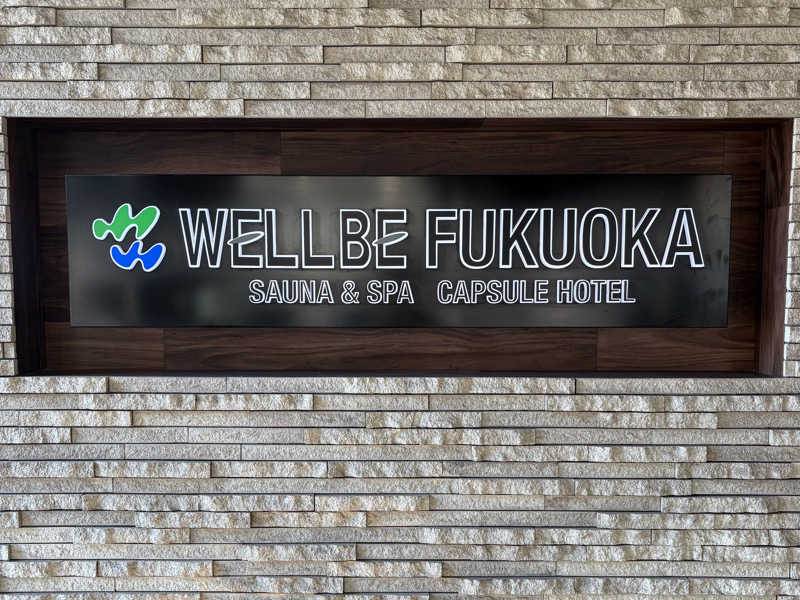 WELLBE FUKUOKA
SAUNA & SPA CAPSULE HOTEL